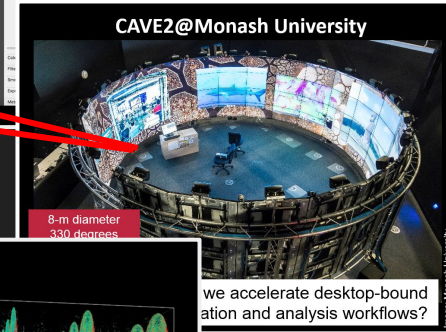 CAVE2@Monash University
8-m diameter
330 degrees
we accelerate desktop-bound
ation and analysis workflows?